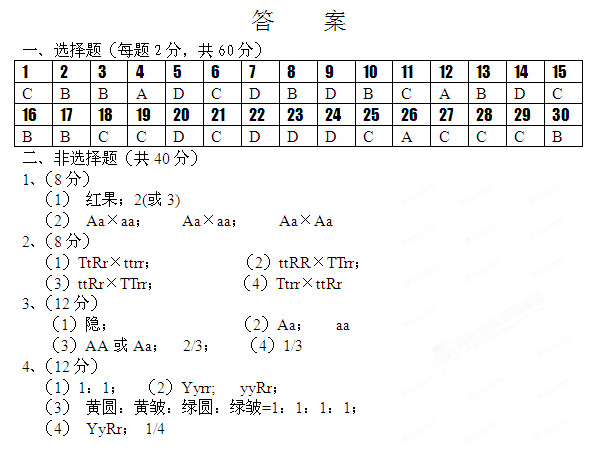 答 案
一、选择题（每题 2 分，共 60 分）
1 2 3 4 5 6 7 8 9 10 11 12 13 14 15
C B B A D C D B D B C A B D C
16 17 18 19 20 21 22 23 24 25 26 27 28 29 30
B B C C D C D D D C A C C C B
二、非选择题（共 40 分）
1、（8 分）
（1） 红果；2(或 3)
（2） Aa×aa； Aa×aa； Aa×Aa
2、（8 分）
（1）TtRr×ttrr； （2）ttRR×TTrr；
（3）ttRr×TTrr； （4）Ttrr×ttRr
3、（12 分）
（1）隐； （2）Aa； aa
（3）AA 或 Aa； 2/3； （4）1/3
4、（12 分）
（1）1：1； （2）Yyrr; yyRr；
（3） 黄圆：黄皱：绿圆：绿皱=1：1：1：1；
（4） YyRr； 1/4